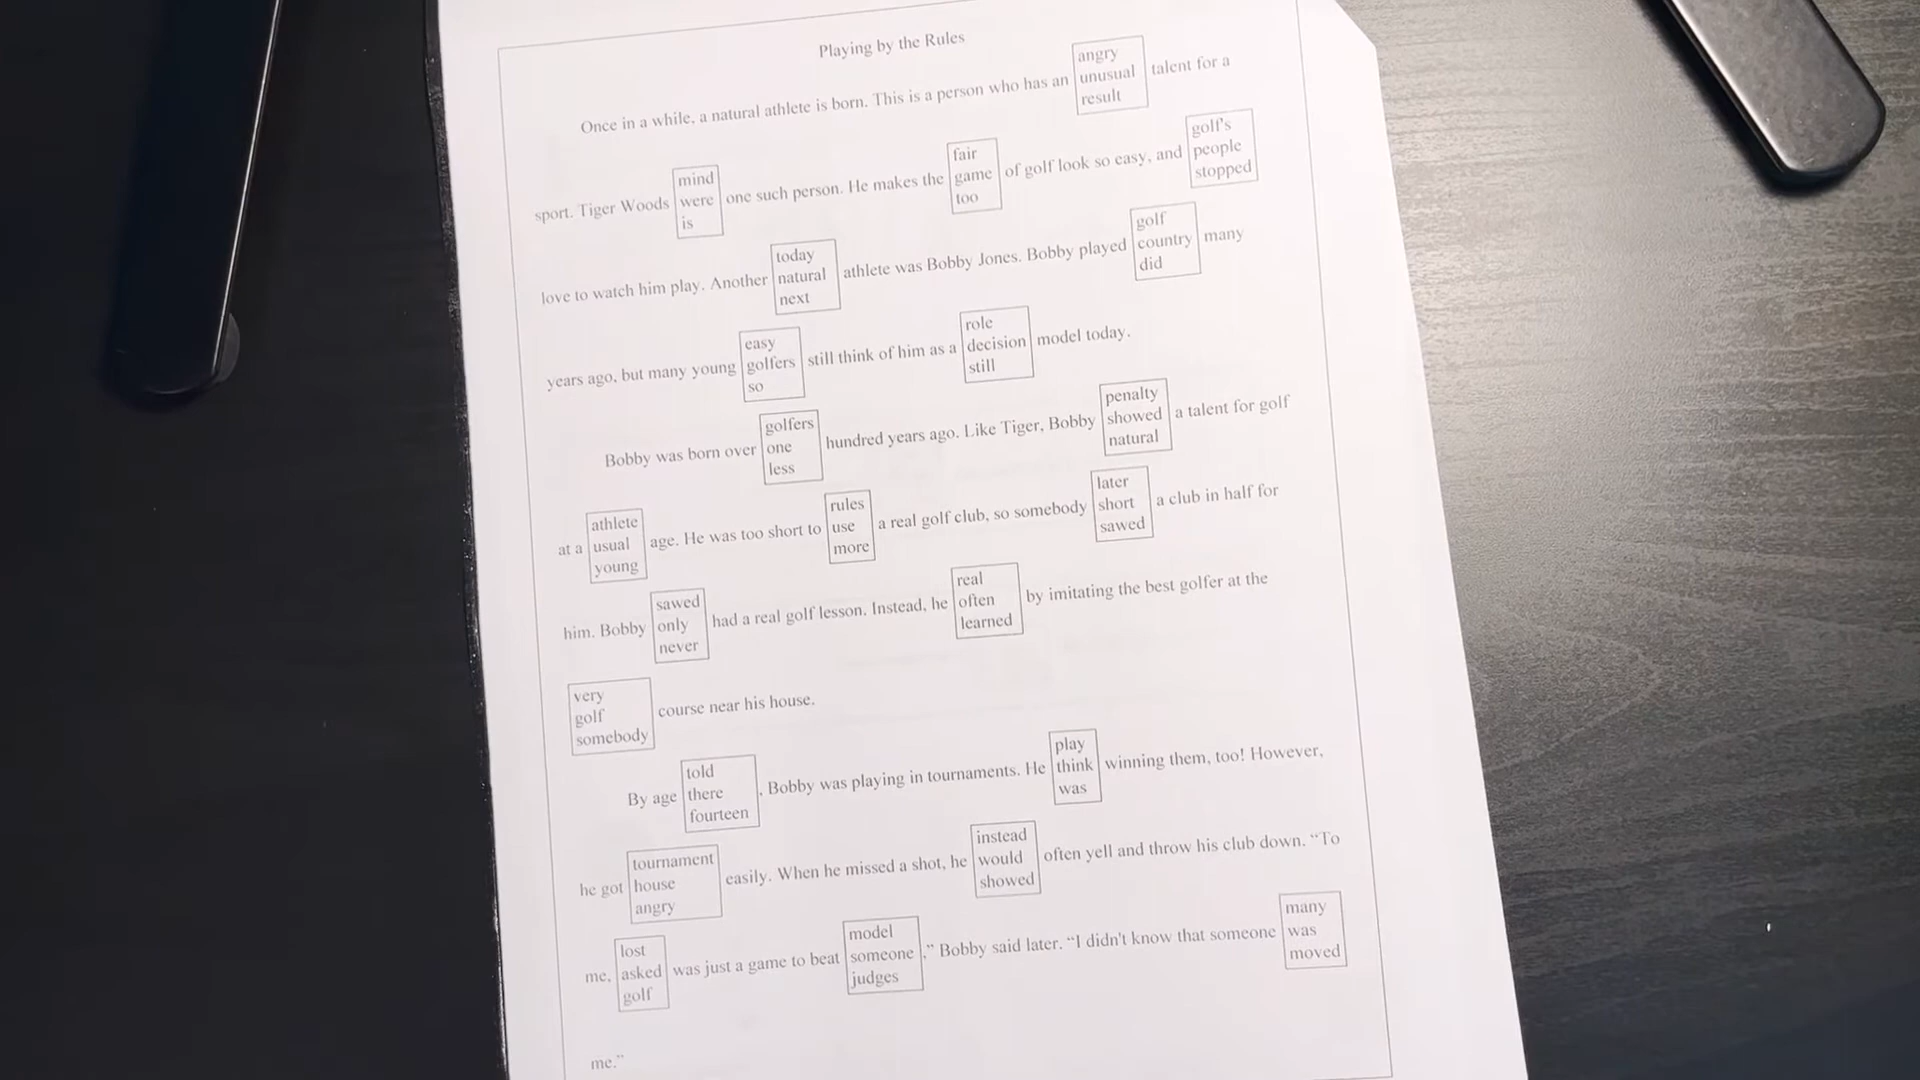 Playing by the Rules
Once in a while, a natural athlete is born. This is a person who has an angry unusual result talent for a
sport. Tiger Woods mind were is one such person. He makes the fair game too of golf look so easy, and golf's people stopped
love to watch him play. Another today natural next athlete was Bobby Jones. Bobby played golf country did many
years ago, but many young easy golfers so still think of him as a role decision still model today.
Bobby was born over golfers one less hundred years ago. Like Tiger, Bobby penalty showed natural a talent for golf
at a athlete usual young age. He was too short to rules use more a real golf club, so somebody later short sawed a club in half for
him. Bobby sawed only never had a real golf lesson. Instead, he real often learned by imitating the best golfer at the
very golf somebody course near his house.
By age told there fourteen , Bobby was playing in tournaments. He play think was winning them, too! However,
he got tournament house angry easily. When he missed a shot, he instead would showed often yell and throw his club down. “To
me, lost asked golf was just a game to beat model someone judges ,” Bobby said later. “I didn't know that someone many was moved
me.”